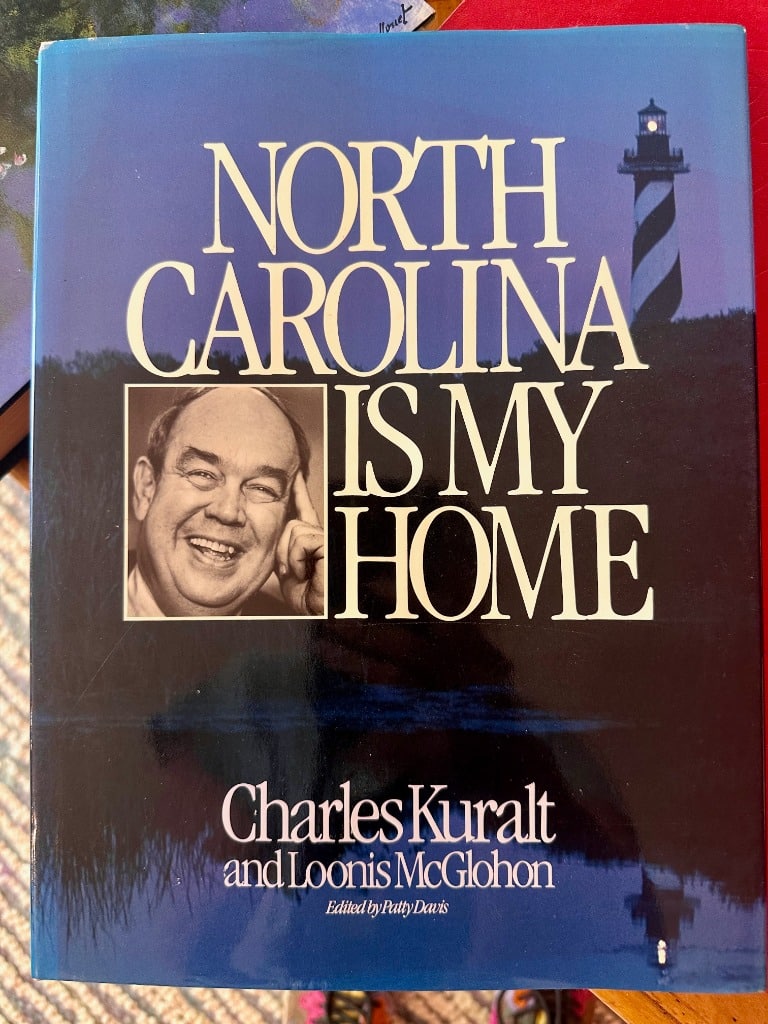 NORTH
CAROLINA
IS MY
HOME
Charles Kuralt
and Loonis McGlohon
Edited by Patty Davis